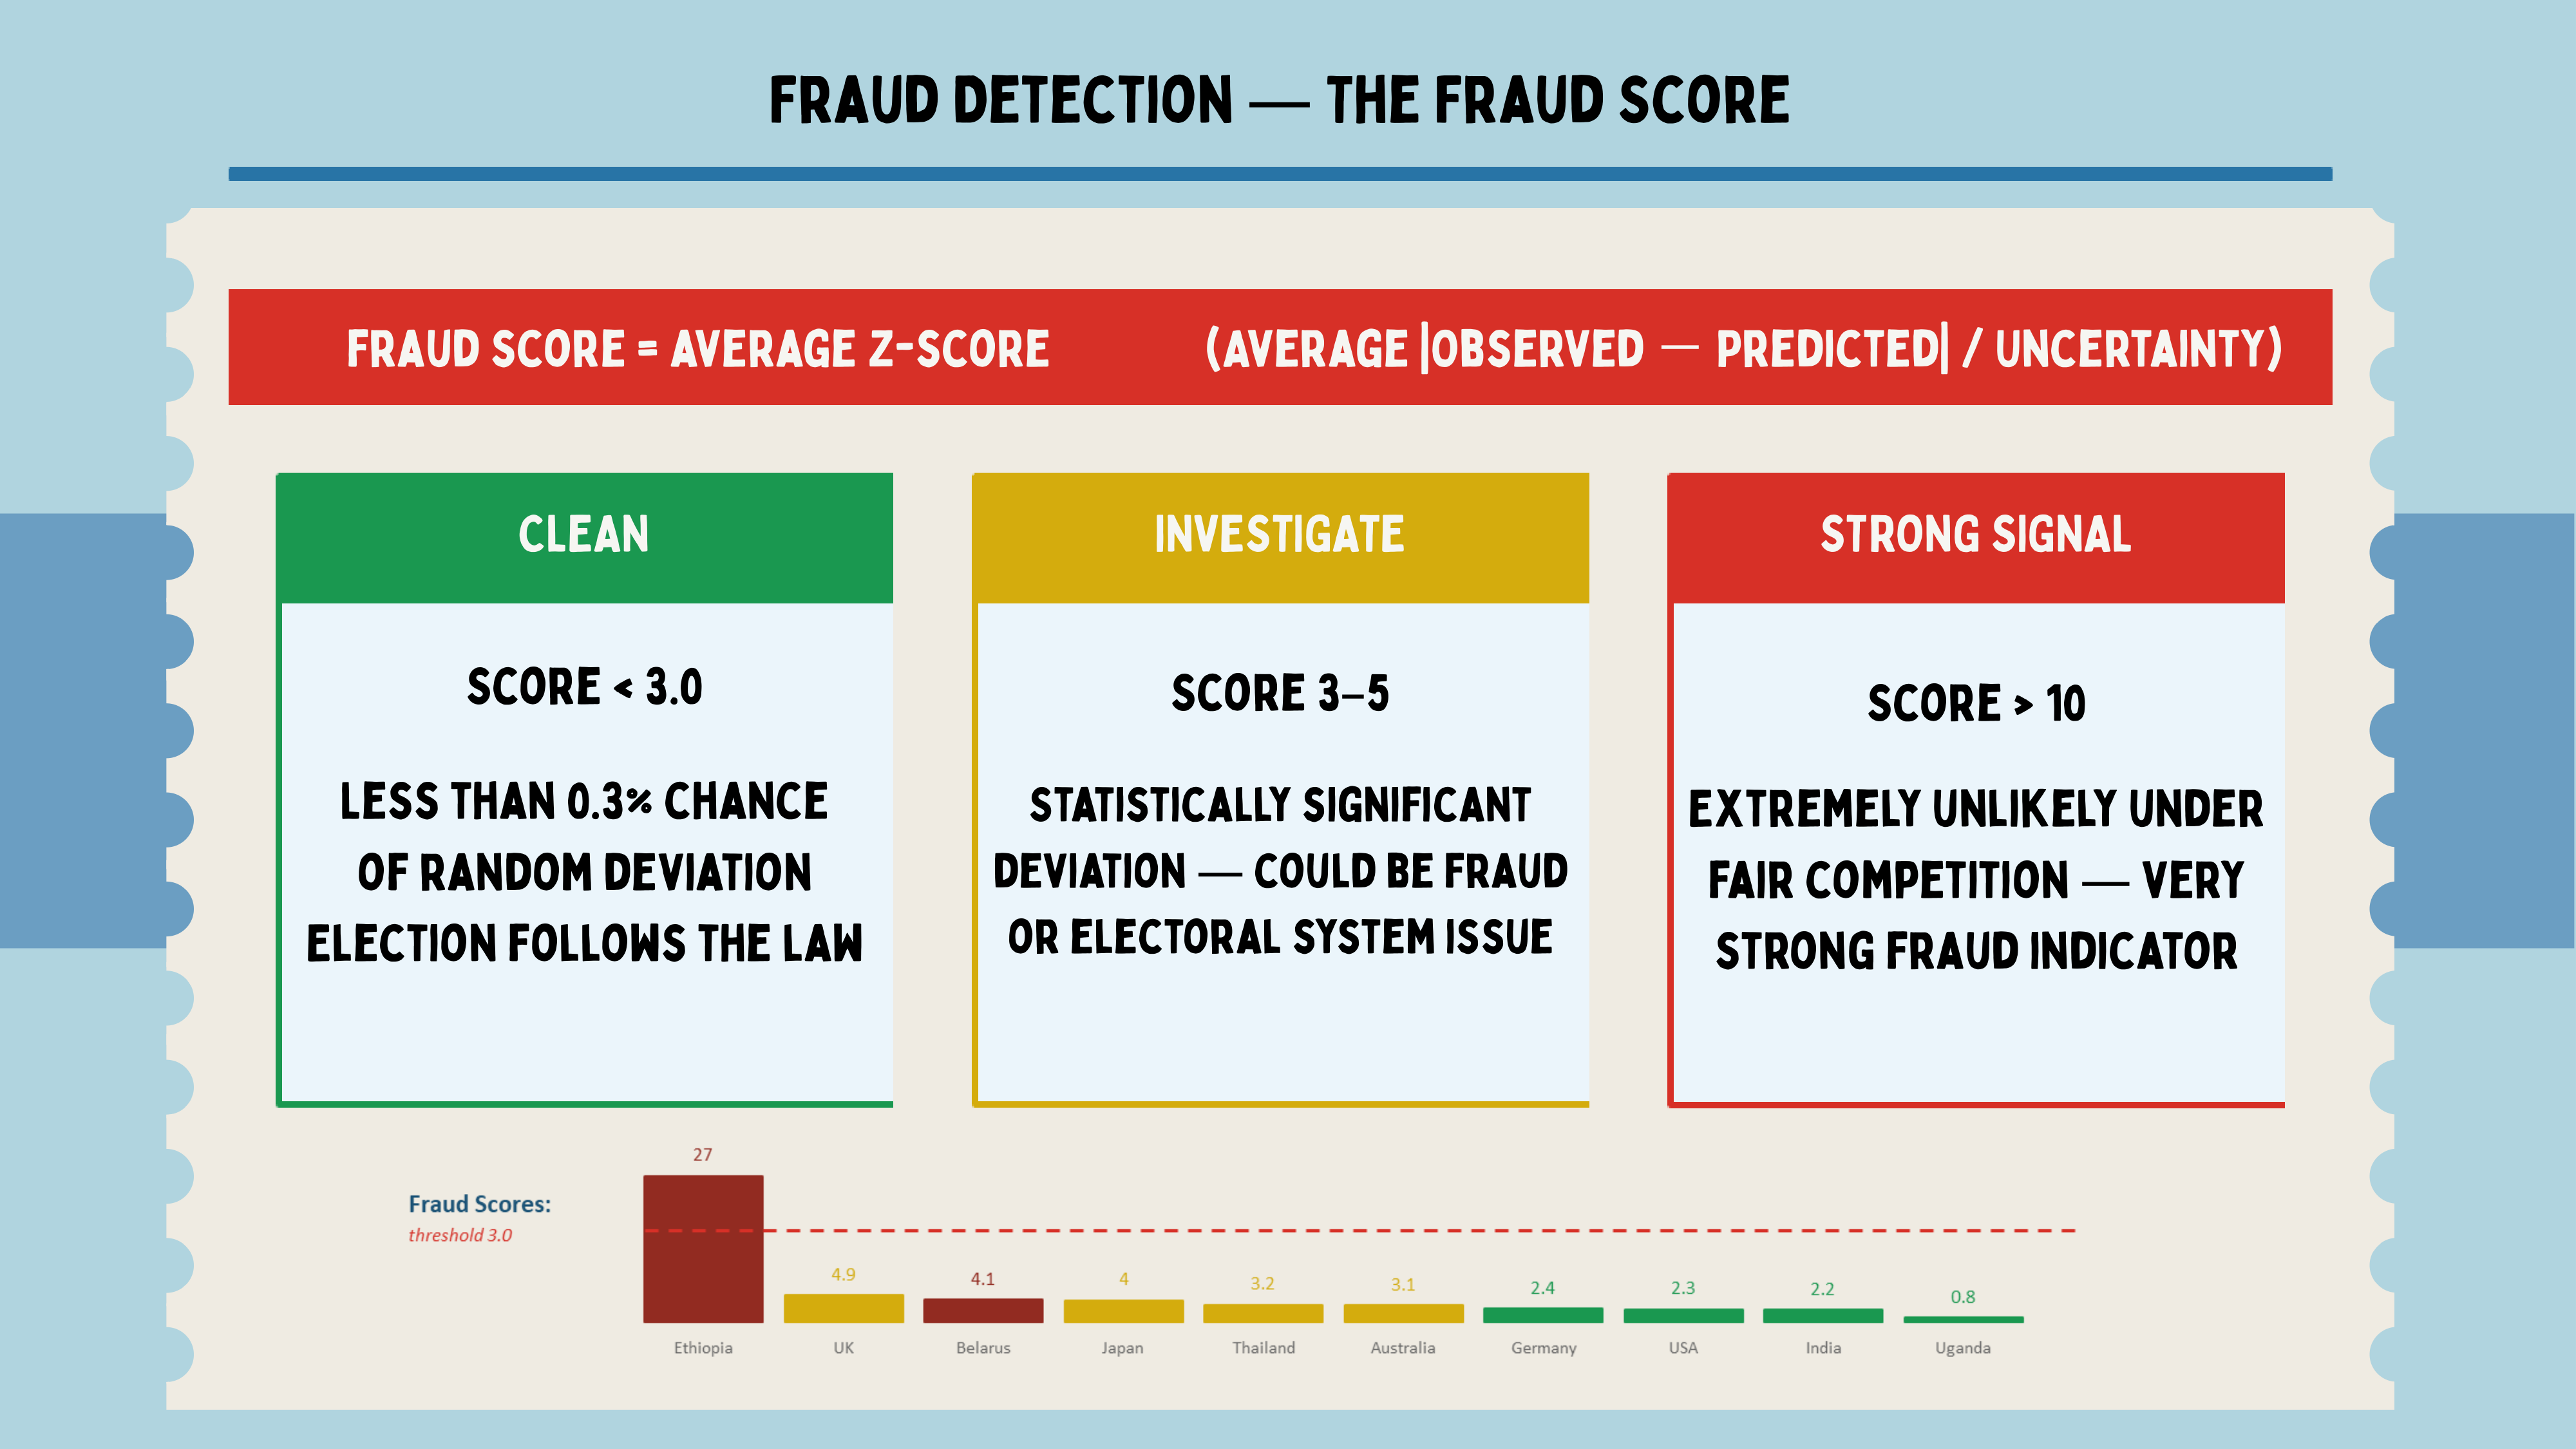 FRAUD DETECTION — THE FRAUD SCORE
FRAUD SCORE = AVERAGE Z-SCORE (AVERAGE |OBSERVED — PREDICTED| / UNCERTAINTY)
CLEAN
SCORE < 3.0
LESS THAN 0.3% CHANCE
OF RANDOM DEVIATION
ELECTION FOLLOWS THE LAW
INVESTIGATE
SCORE 3–5
STATISTICALLY SIGNIFICANT
DEVIATION — COULD BE FRAUD
OR ELECTORAL SYSTEM ISSUE
STRONG SIGNAL
SCORE > 10
EXTREMELY UNLIKELY UNDER
FAIR COMPETITION — VERY
STRONG FRAUD INDICATOR
Fraud Scores:
threshold 3.0
27 4.9 4.1 4 3.2 3.1 2.4 2.3 2.2 0.8
Ethiopia UK Belarus Japan Thailand Australia Germany USA India Uganda